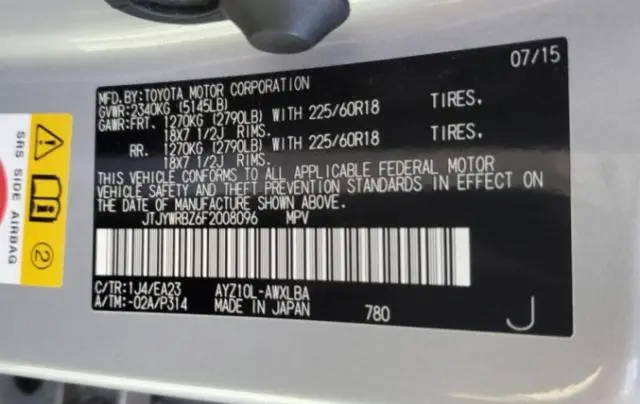 07/15
MFD.BY:TOYOTA MOTOR CORPORATION
GVWR:2340KG (5145LB)
GAWR:FRT. 1270KG (2790LB) WITH 225/60R18 TIRES.
18X7 1/2J RIMS.
RR. 1270KG (2790LB) WITH 225/60R18 TIRES.
18X7 1/2J RIMS.
THIS VEHICLE CONFORMS TO ALL APPLICABLE FEDERAL MOTOR
VEHICLE SAFETY AND THEFT PREVENTION STANDARDS IN EFFECT ON
THE DATE OF MANUFACTURE SHOWN ABOVE.
JTJYWRBZ6F2008096 MPV
C/TR:1J4/EA23 AYZ10L-AWXLBA
A/TM:-02A/P314 MADE IN JAPAN 780 J
SRS SIDE AIRBAG
2